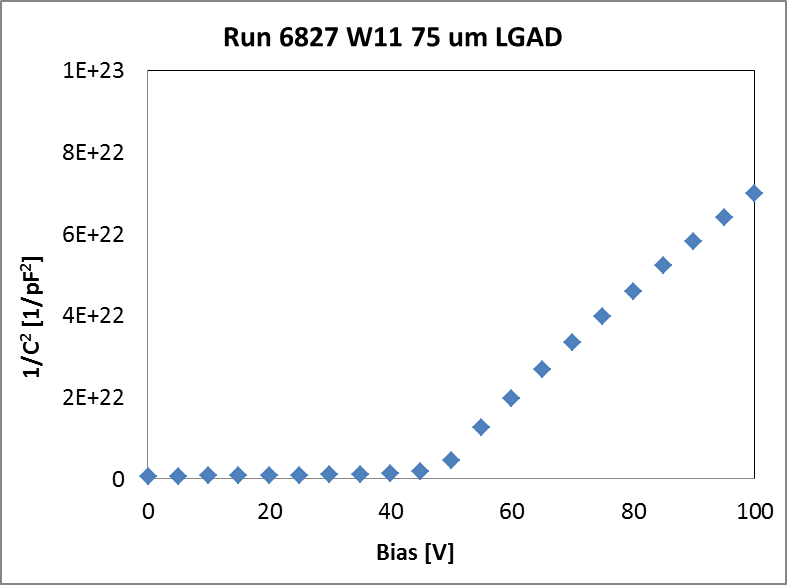 Run 6827 W11 75 um LGAD
1E+23
8E+22
6E+22
4E+22
2E+22
0
1/C² [1/pF²]
0 20 40 60 80 100
Bias [V]